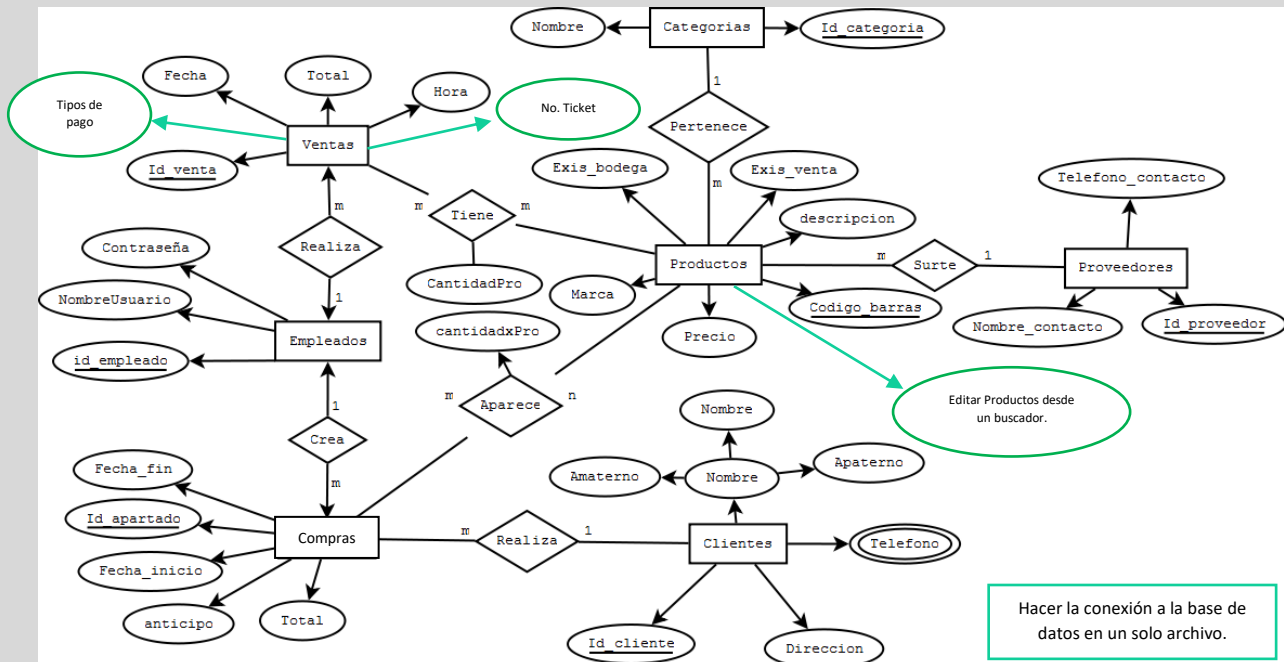 Nombre
Categorias
Id_categoria
Fecha
Total
Hora
Tipos de
pago
No. Ticket
1
Pertenece
Ventas
Id_venta
Exis_bodega
Exis_venta
m
Telefono_contacto
m
m
Tiene
m
descripcion
Contraseña
Realiza
Productos
m
Surte
1
Proveedores
NombreUsuario
1
CantidadPro
Marca
Codigo_barras
cantidadxPro
Precio
Nombre_contacto
Id_proveedor
id_empleado
Empleados
1
m
Aparece
n
Nombre
Editar Productos desde
un buscador.
Crea
Fecha_fin
m
Amaterno
Nombre
Apaterno
Id_apartado
Compras
m
Realiza
1
Clientes
Telefono
Fecha_inicio
anticipo
Total
Id_cliente
Direccion
Hacer la conexión a la base de
datos en un solo archivo.